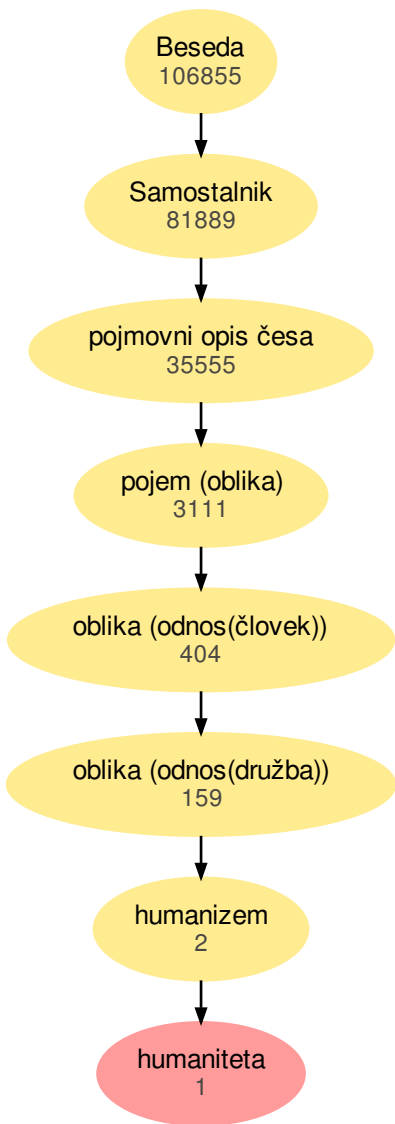 Beseda
106855
Samostalnik
81889
pojmovni opis česa
35555
pojem (oblika)
3111
oblika (odnos(človek))
404
oblika (odnos(družba))
159
humanizem
2
humaniteta
1